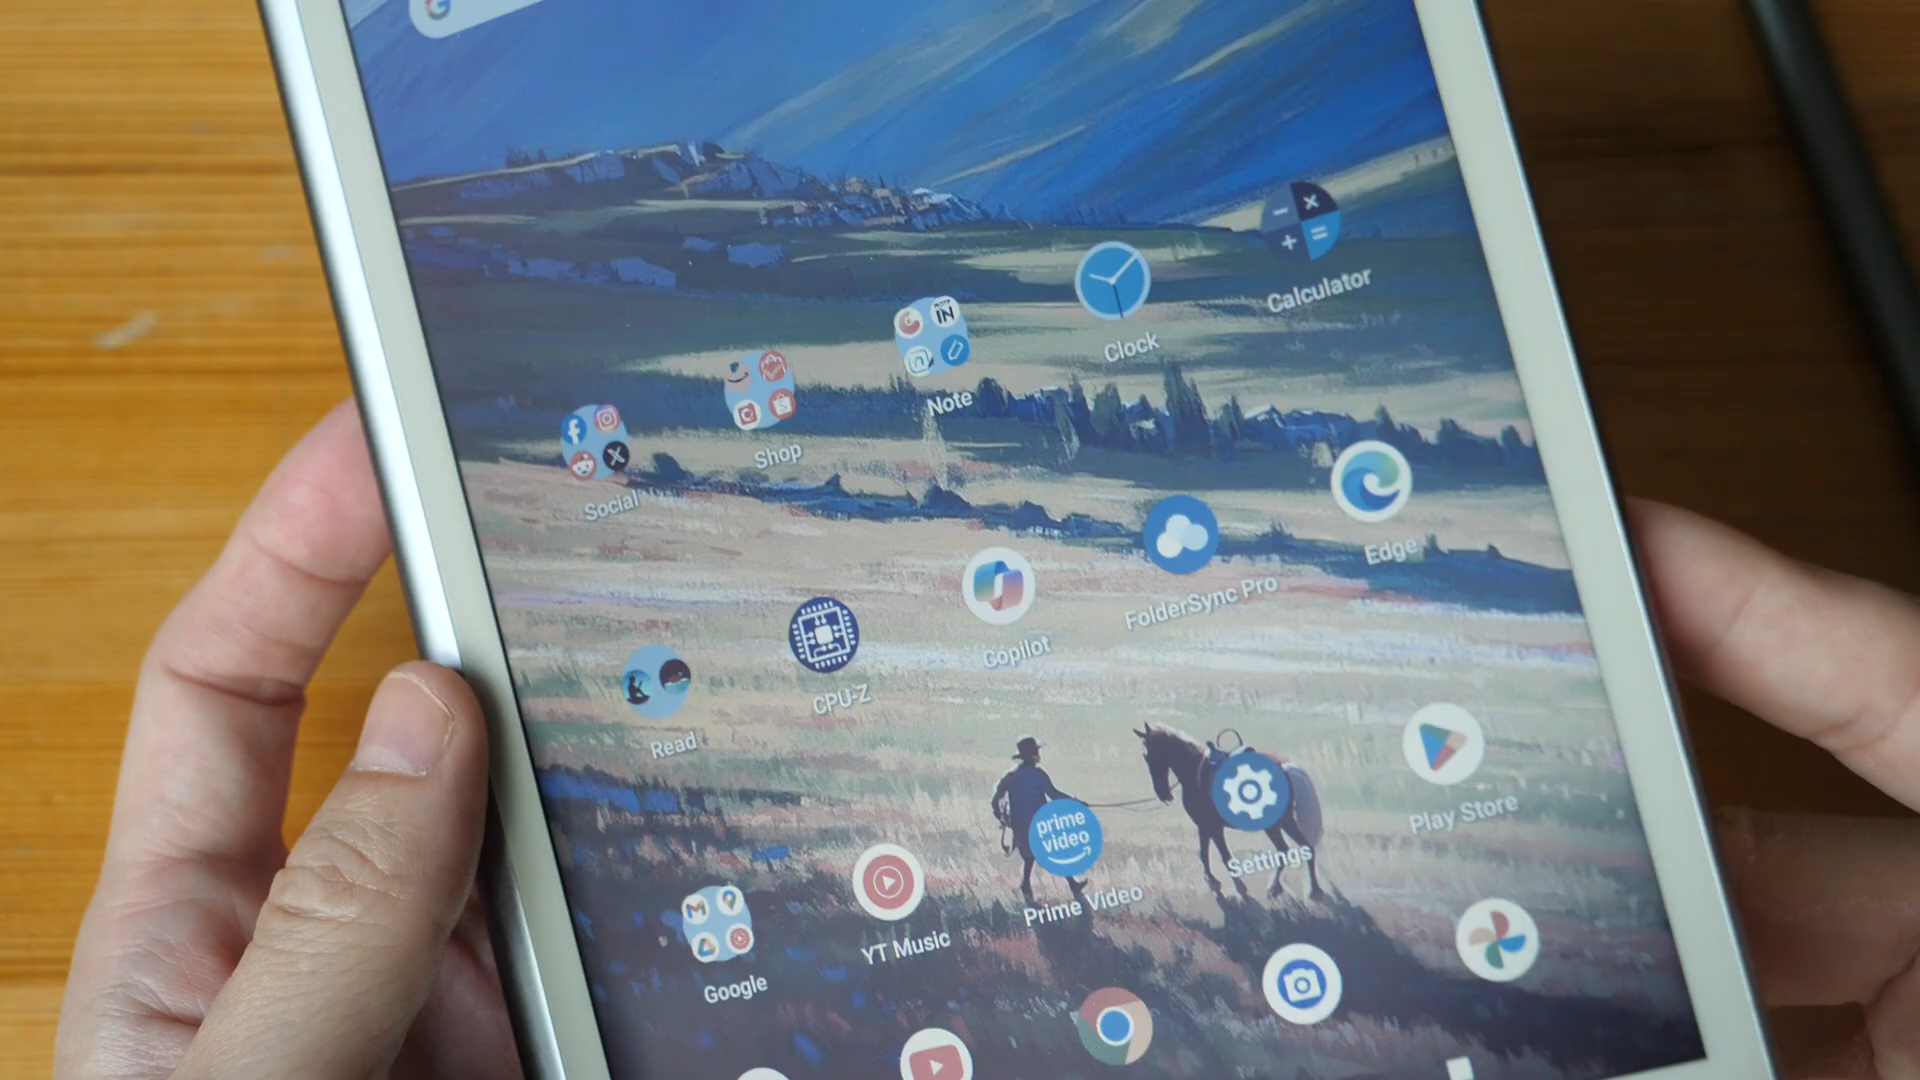 Calculator
Clock
Note
Shop
Social
Edge
FolderSync Pro
Copilot
CPU-Z
Read
Play Store
Settings
prime
video
Prime Video
YT Music
Google